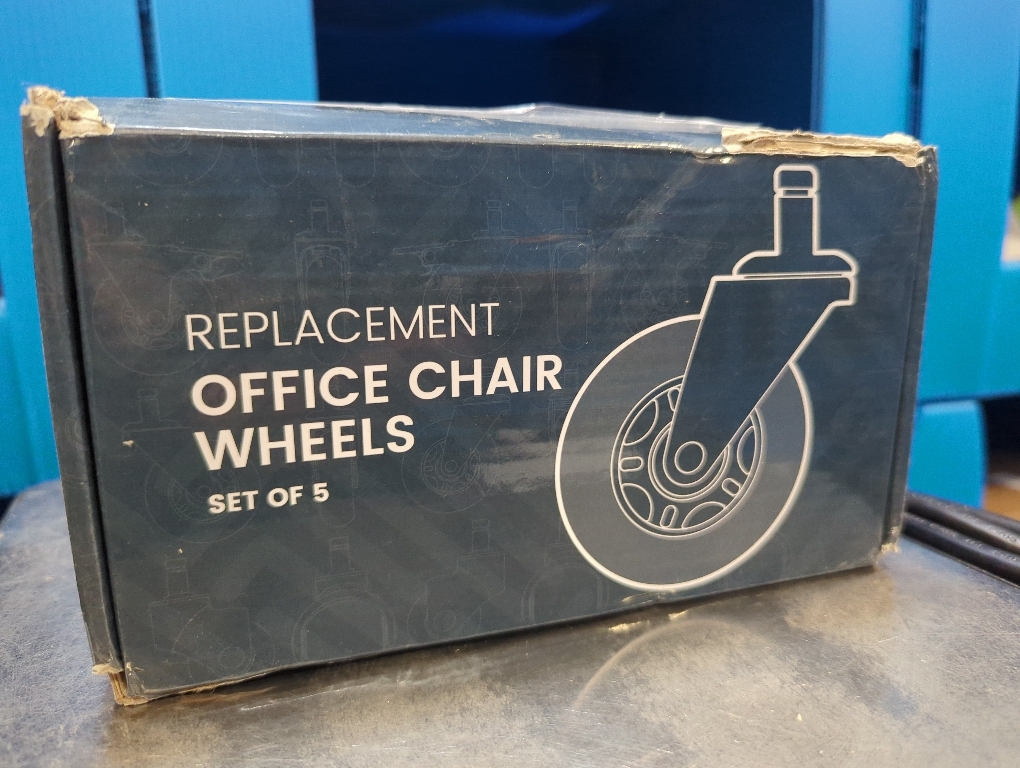 REPLACEMENT
OFFICE CHAIR
WHEELS
SET OF 5